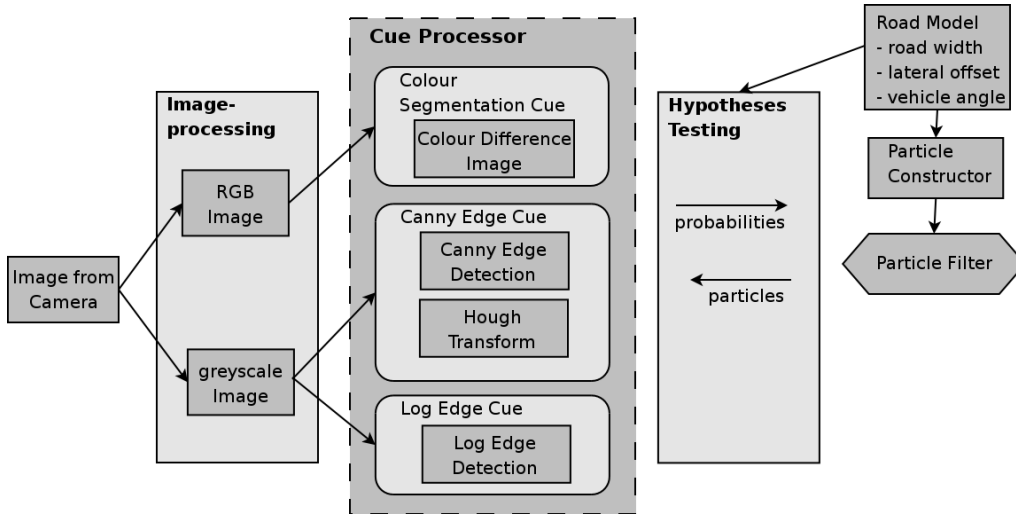 Image from
Camera
Image-
processing
RGB
Image
greyscale
Image
Cue Processor
Colour
Segmentation Cue
Colour Difference
Image
Canny Edge Cue
Canny Edge
Detection
Hough
Transform
Log Edge Cue
Log Edge
Detection
Hypotheses
Testing
probabilities
particles
Road Model
- road width
- lateral offset
- vehicle angle
Particle
Constructor
Particle Filter